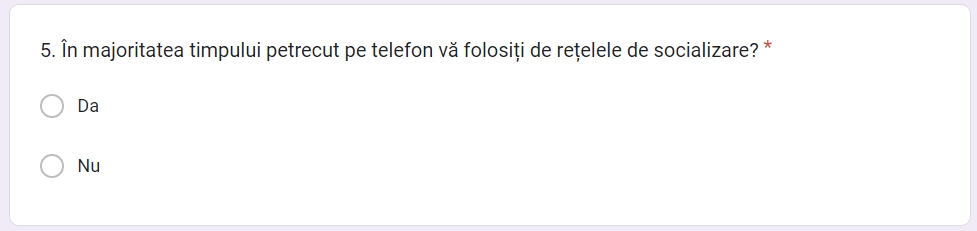 5. În majoritatea timpului petrecut pe telefon vă folosiți de rețelele de socializare? *
Da
Nu